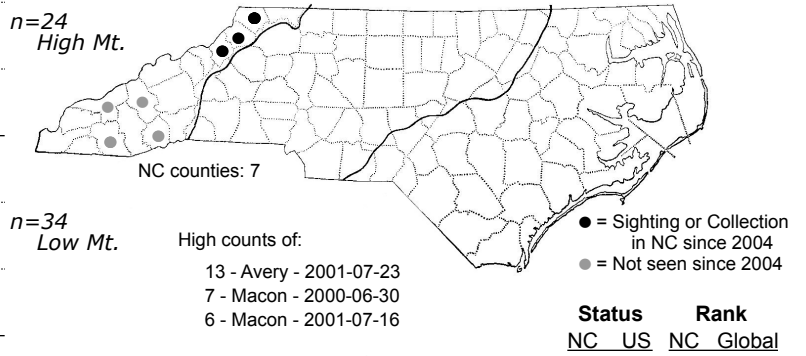 n=24
High Mt.
NC counties: 7
n=34
Low Mt.
High counts of:
13 - Avery - 2001-07-23
7 - Macon - 2000-06-30
6 - Macon - 2001-07-16
● = Sighting or Collection
in NC since 2004
● = Not seen since 2004
Status Rank
NC US NC Global